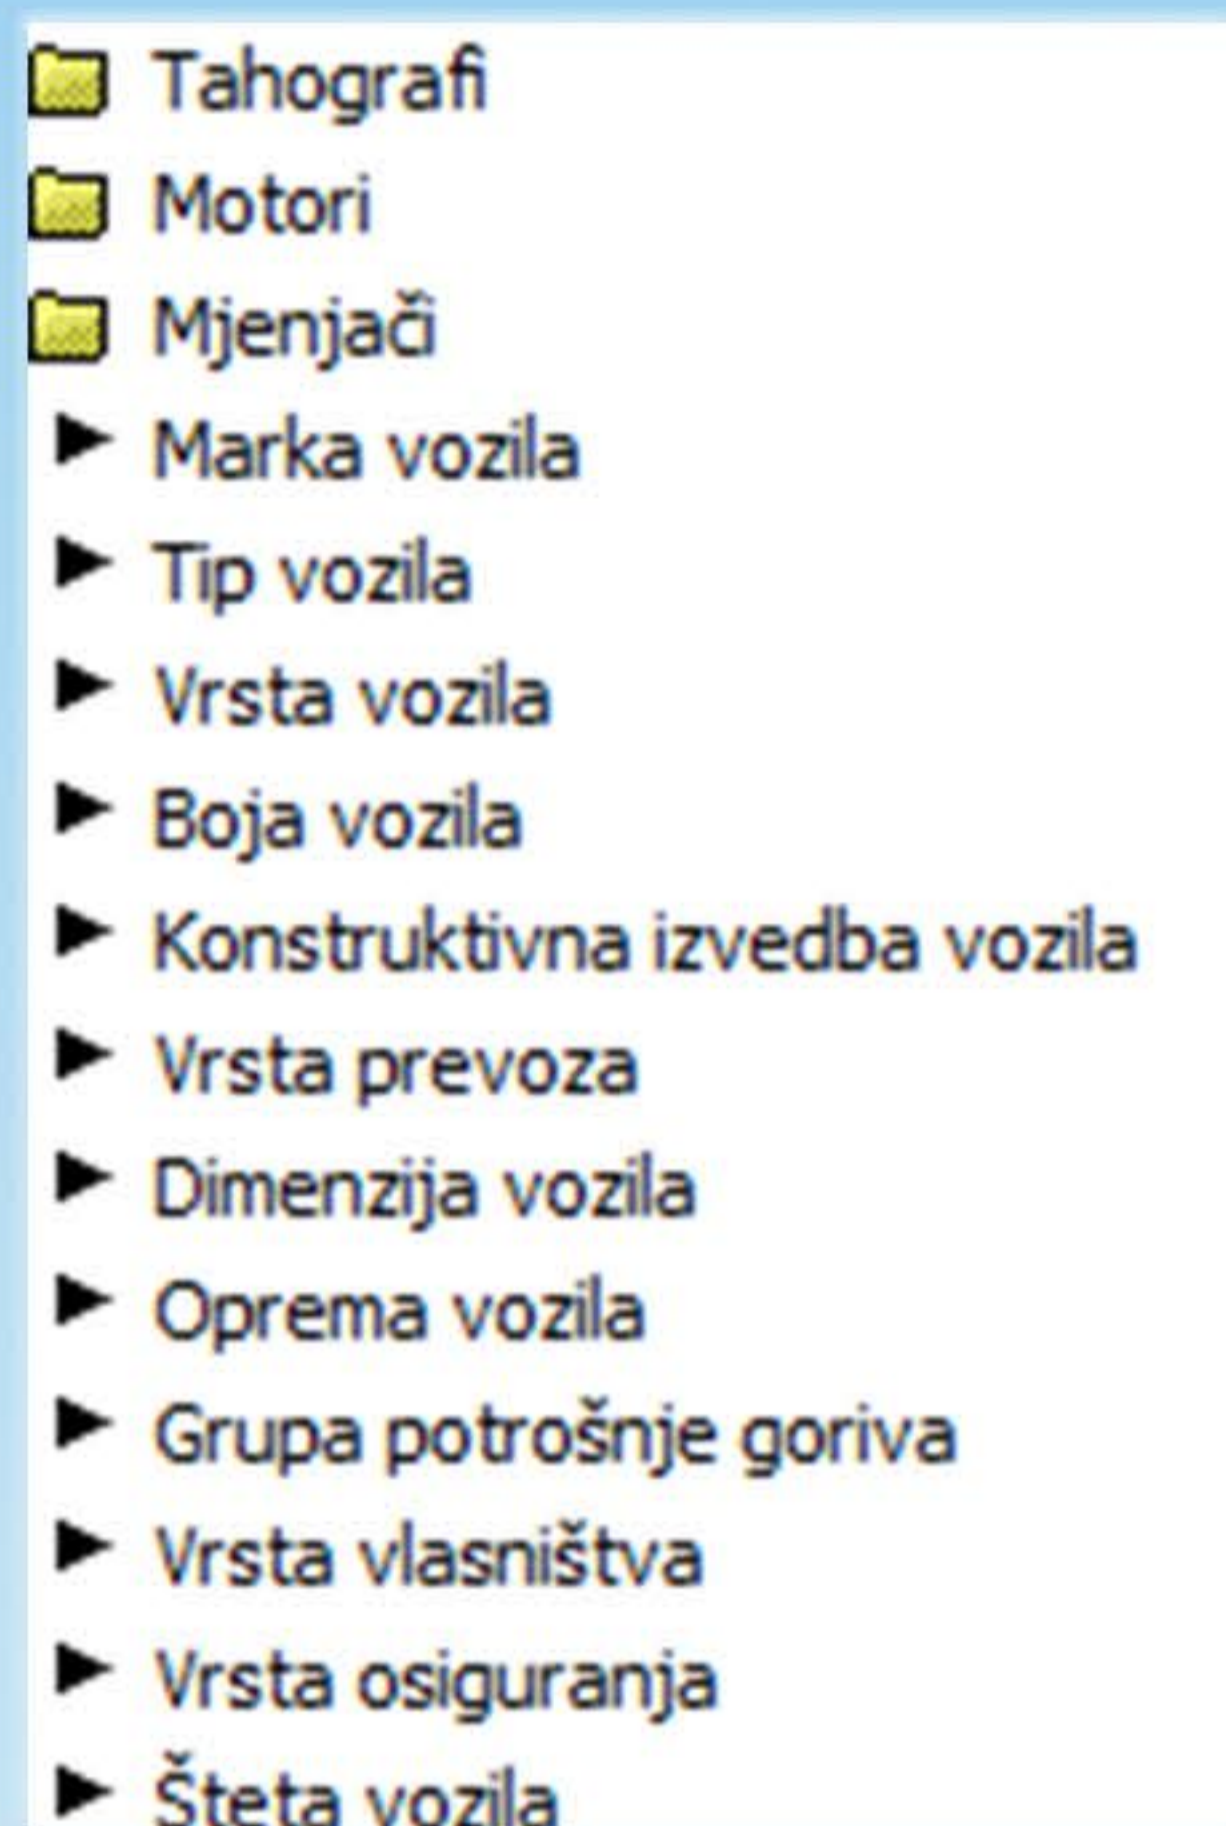 Tahografi
Motori
Mjenjači
Marka vozila
Tip vozila
Vrsta vozila
Boja vozila
Konstruktivna izvedba vozila
Vrsta prevoza
Dimenzija vozila
Oprema vozila
Grupa potrošnje goriva
Vrsta vlasništva
Vrsta osiguranja
Šteta vozila